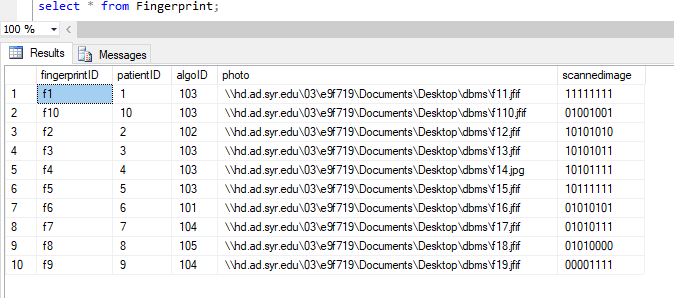 select * from Fingerprint;
100 %
Results Messages
fingerprintID patientID algoID photo scannedimage
1 f1 1 103 \\hd.ad.syr.edu\03\e9f719\Documents\Desktop\dbms\f11.jfif 11111111
2 f10 10 103 \\hd.ad.syr.edu\03\e9f719\Documents\Desktop\dbms\f110.jfif 01001001
3 f2 2 102 \\hd.ad.syr.edu\03\e9f719\Documents\Desktop\dbms\f12.jfif 10101010
4 f3 3 103 \\hd.ad.syr.edu\03\e9f719\Documents\Desktop\dbms\f13.jfif 10101011
5 f4 4 103 \\hd.ad.syr.edu\03\e9f719\Documents\Desktop\dbms\f14.jpg 10101111
6 f5 5 103 \\hd.ad.syr.edu\03\e9f719\Documents\Desktop\dbms\f15.jfif 10111111
7 f6 6 101 \\hd.ad.syr.edu\03\e9f719\Documents\Desktop\dbms\f16.jfif 01010101
8 f7 7 104 \\hd.ad.syr.edu\03\e9f719\Documents\Desktop\dbms\f17.jfif 01010111
9 f8 8 105 \\hd.ad.syr.edu\03\e9f719\Documents\Desktop\dbms\f18.jfif 01010000
10 f9 9 104 \\hd.ad.syr.edu\03\e9f719\Documents\Desktop\dbms\f19.jfif 00001111